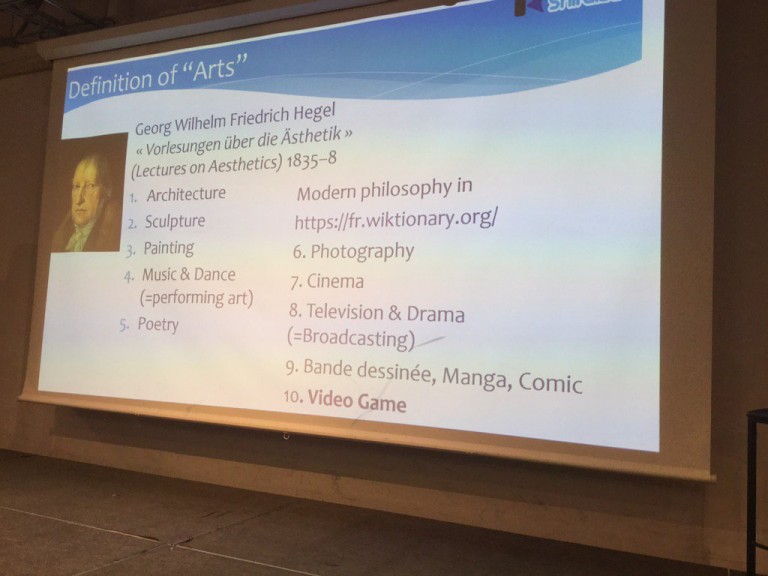 Definition of "Arts"
Georg Wilhelm Friedrich Hegel
« Vorlesungen über die Ästhetik »
(Lectures on Aesthetics) 1835–8
1. Architecture
2. Sculpture
3. Painting
4. Music & Dance
(=performing art)
5. Poetry
Modern philosophy in
https://fr.wiktionary.org/
6. Photography
7. Cinema
8. Television & Drama
(=Broadcasting)
9. Bande dessinée, Manga, Comic
10. Video Game